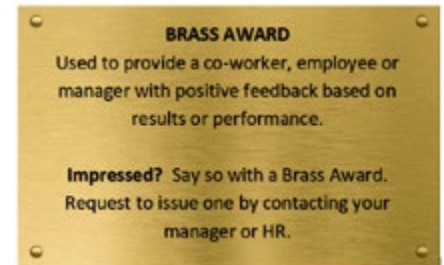 BRASS AWARD
Used to provide a co-worker, employee or
manager with positive feedback based on
results or performance.
Impressed? Say so with a Brass Award.
Request to issue one by contacting your
manager or HR.